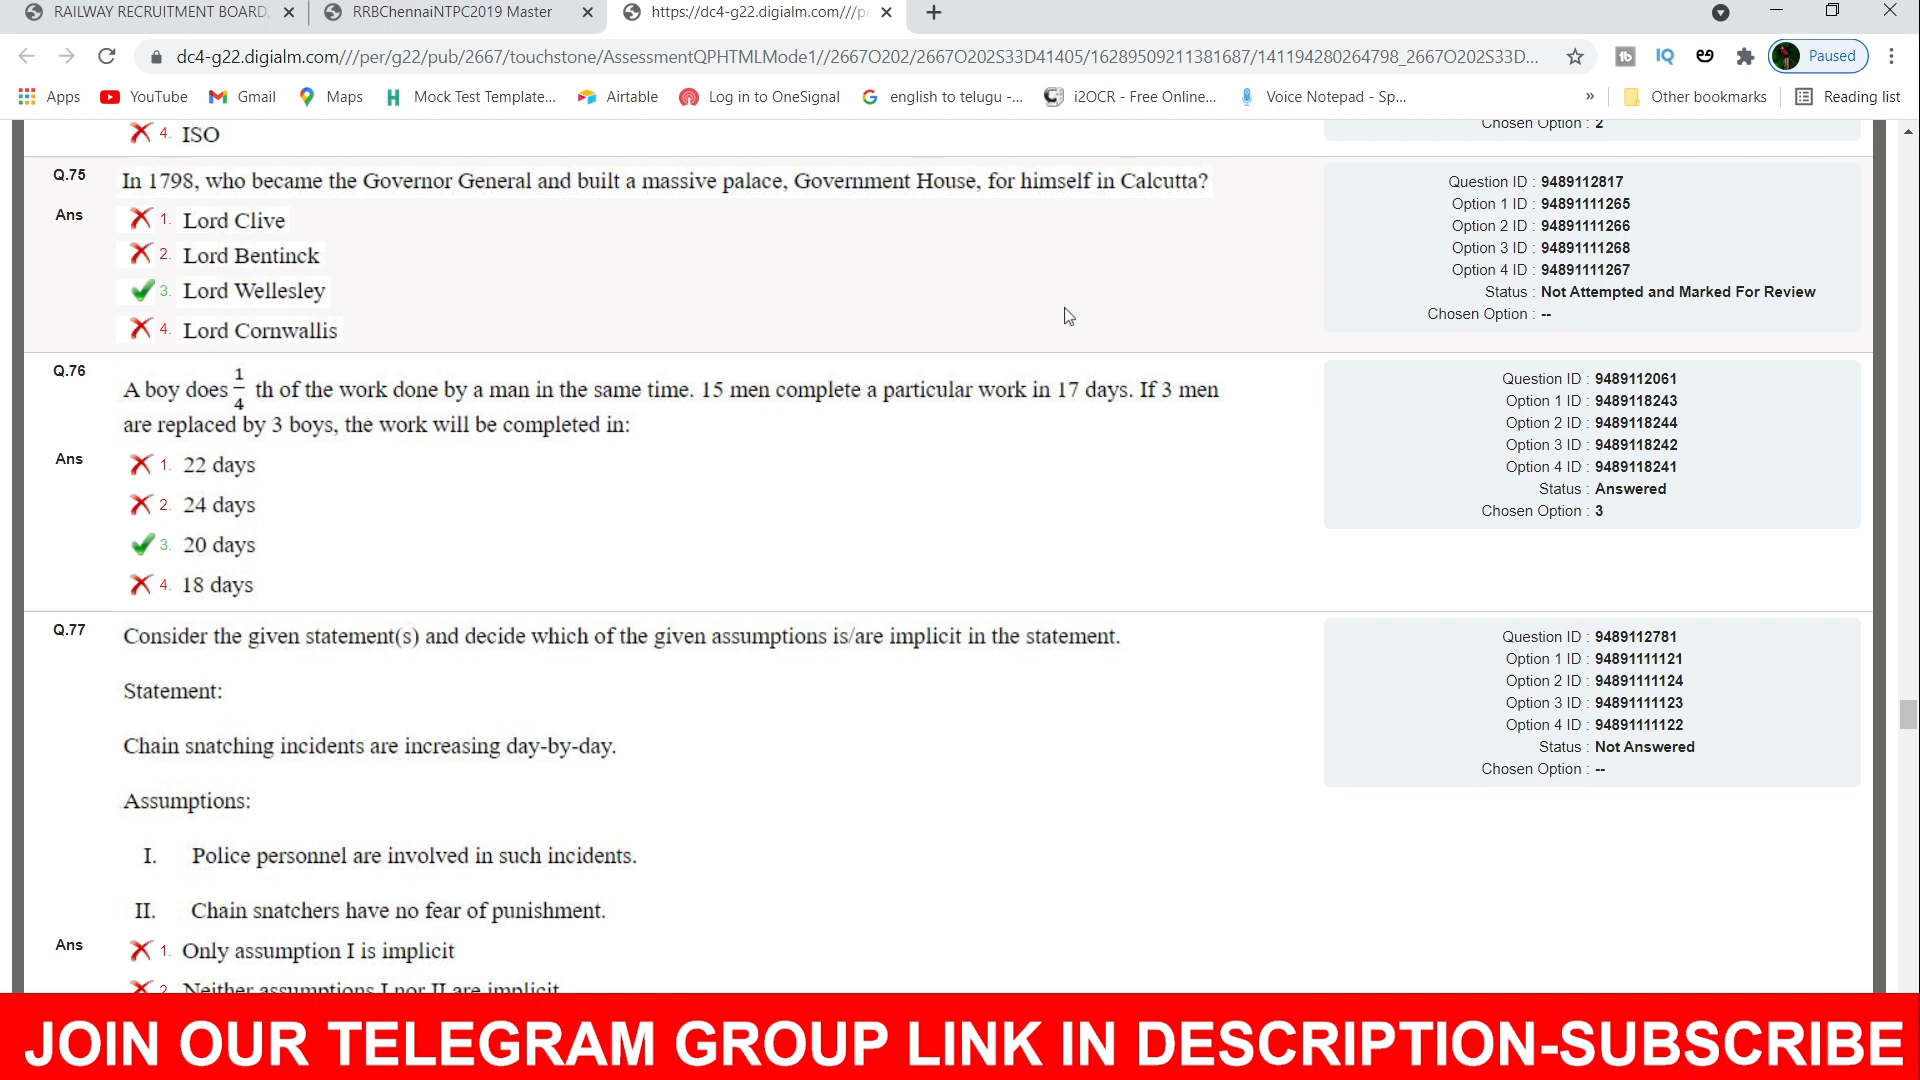 RAILWAY RECRUITMENT BOARD,
RRBChennaiNTPC2019 Master
https://dc4-g22.digialm.com///pe
dc4-g22.digialm.com///per/g22/pub/2667/touchstone/AssessmentQPHTMLMode1//2667O202/2667O202S33D41405/16289509211381687/141194280264798_2667O202S33D...
Paused
Apps YouTube Gmail Maps Mock Test Template... Airtable Log in to OneSignal english to telugu -... i2OCR - Free Online... Voice Notepad - Sp... » Other bookmarks Reading list
4. ISO
Chosen Option : 2
Q.75 In 1798, who became the Governor General and built a massive palace, Government House, for himself in Calcutta?
Ans 1. Lord Clive
2. Lord Bentinck
3. Lord Wellesley
4. Lord Cornwallis
Question ID : 9489112817
Option 1 ID : 94891111265
Option 2 ID : 94891111266
Option 3 ID : 94891111268
Option 4 ID : 94891111267
Status : Not Attempted and Marked For Review
Chosen Option : --
Q.76 A boy does 1/4 th of the work done by a man in the same time. 15 men complete a particular work in 17 days. If 3 men
are replaced by 3 boys, the work will be completed in:
Ans 1. 22 days
2. 24 days
3. 20 days
4. 18 days
Question ID : 9489112061
Option 1 ID : 9489118243
Option 2 ID : 9489118244
Option 3 ID : 9489118242
Option 4 ID : 9489118241
Status : Answered
Chosen Option : 3
Q.77 Consider the given statement(s) and decide which of the given assumptions is/are implicit in the statement.
Statement:
Chain snatching incidents are increasing day-by-day.
Assumptions:
I. Police personnel are involved in such incidents.
II. Chain snatchers have no fear of punishment.
Ans 1. Only assumption I is implicit
2. Neither assumptions I nor II are implicit
Question ID : 9489112781
Option 1 ID : 94891111121
Option 2 ID : 94891111124
Option 3 ID : 94891111123
Option 4 ID : 94891111122
Status : Not Answered
Chosen Option : --
JOIN OUR TELEGRAM GROUP LINK IN DESCRIPTION-SUBSCRIBE